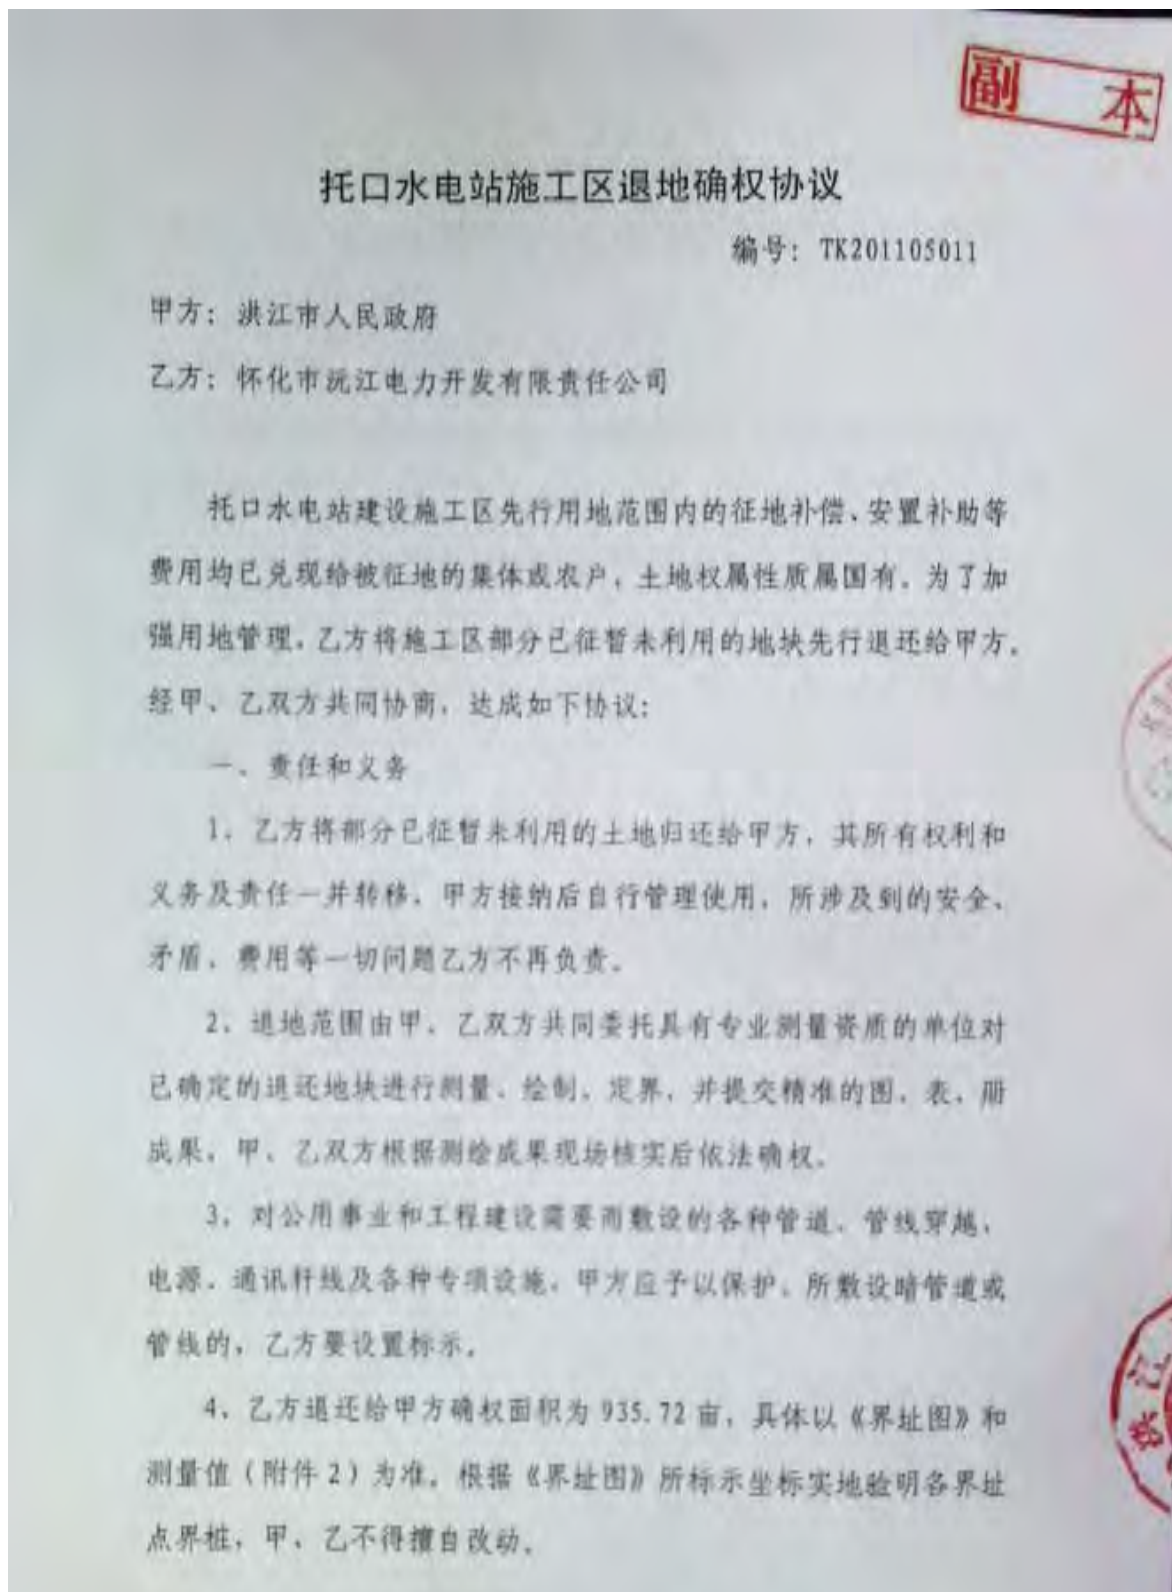 副 本
托口水电站施工区退地确权协议
编号：TK201105011
甲方：洪江市人民政府
乙方：怀化市沅江电力开发有限责任公司
托口水电站建设施工区先行用地范围内的征地补偿、安置补助等
费用均已兑现给被征地的集体或农户，土地权属性质属国有。为了加
强用地管理，乙方将施工区部分已征暂未利用的地块先行退还给甲方。
经甲、乙双方共同协商，达成如下协议：
一、责任和义务
1、乙方将部分已征暂未利用的土地归还给甲方，其所有权利和
义务及责任一并转移，甲方接纳后自行管理使用，所涉及到的安全、
矛盾、费用等一切问题乙方不再负责。
2、退地范围由甲、乙双方共同委托具有专业测量资质的单位对
已确定的退还地块进行测量、绘制、定界，并提交精准的图、表、册
成果，甲、乙双方根据测绘成果现场核实后依法确权。
3、对公用事业和工程建设需要而敷设的各种管道、管线穿越、
电源、通讯杆线及各种专项设施，甲方应予以保护，所敷设暗管道或
管线的，乙方要设置标示。
4、乙方退还给甲方确权面积为935.72亩，具体以《界址图》和
测量值（附件2）为准。根据《界址图》所标示坐标实地验明各界址
点界桩，甲、乙不得擅自改动。
洪江